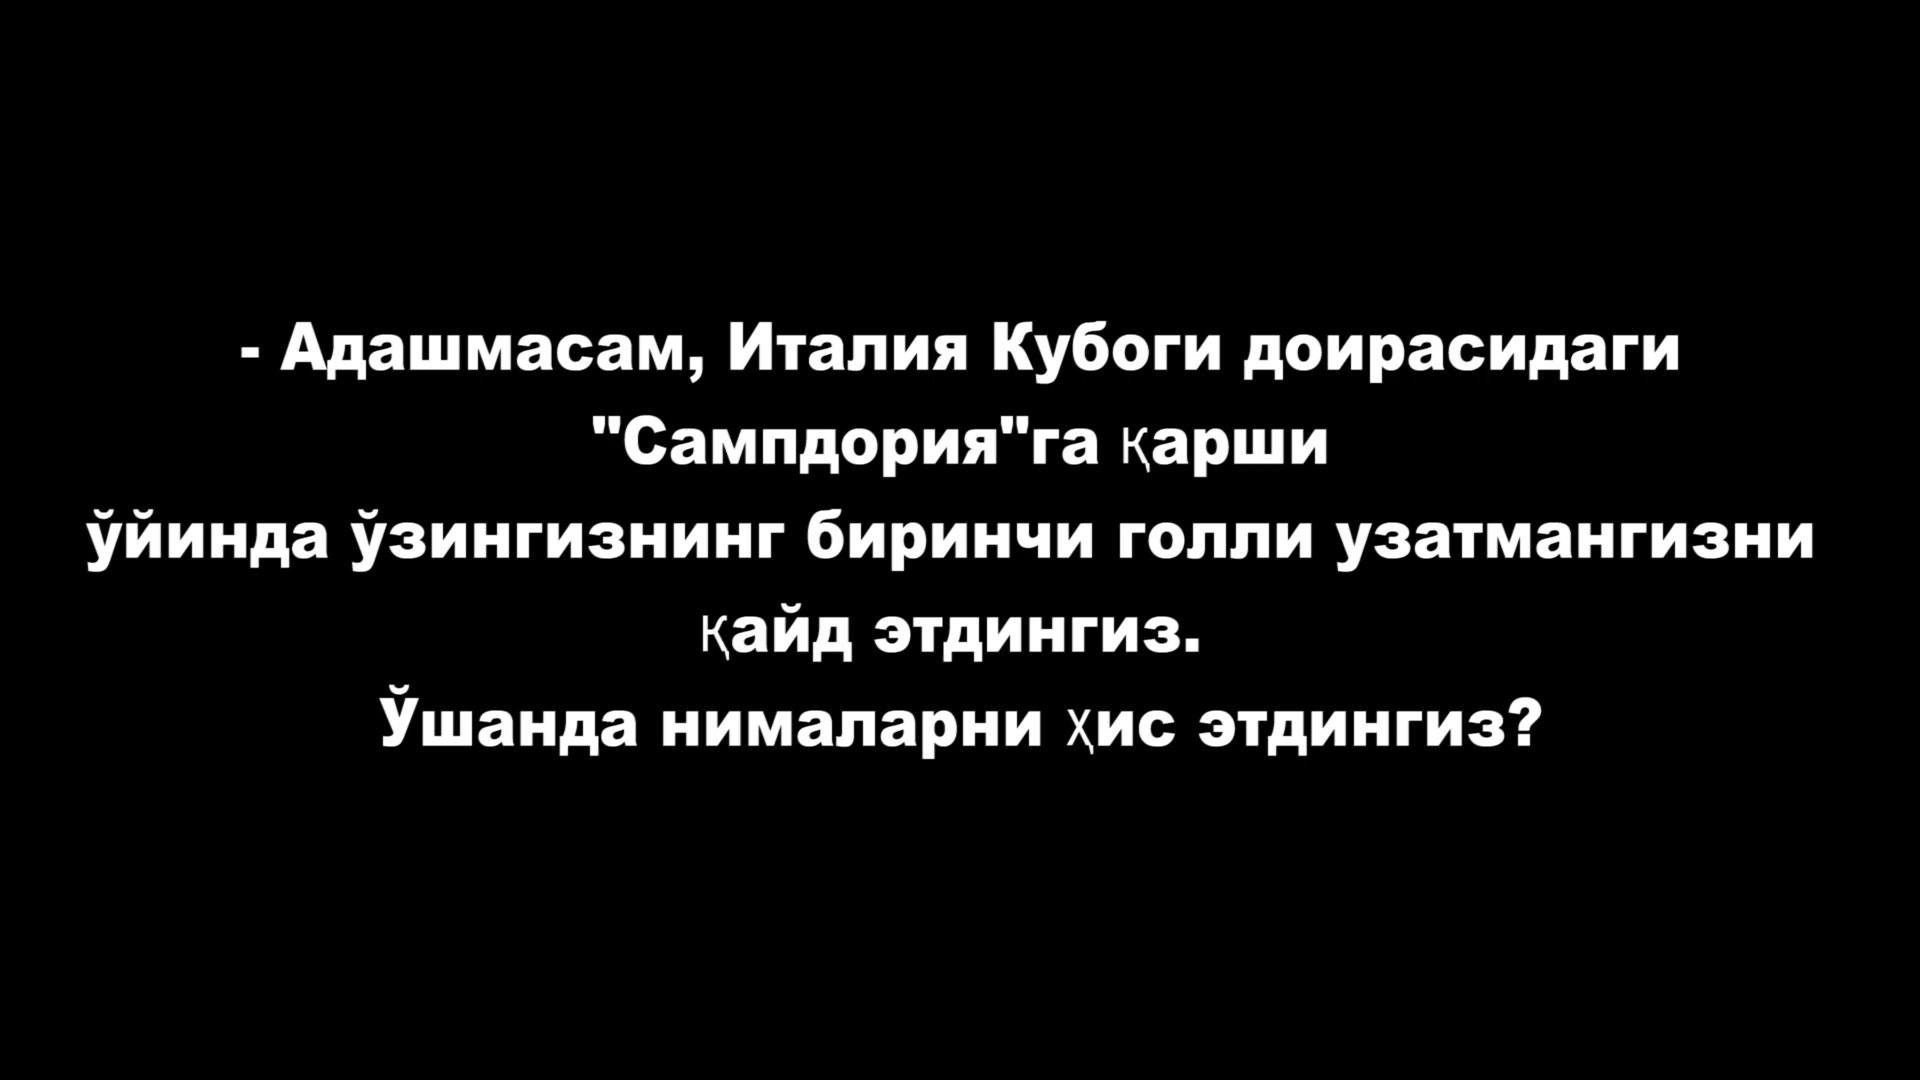 - Адашмасам, Италия Кубоги доирасидаги
"Сампдория"га қарши
ўйинда ўзингизнинг биринчи голли узатмангизни
қайд этдингиз.
Ўшанда нималарни ҳис этдингиз?